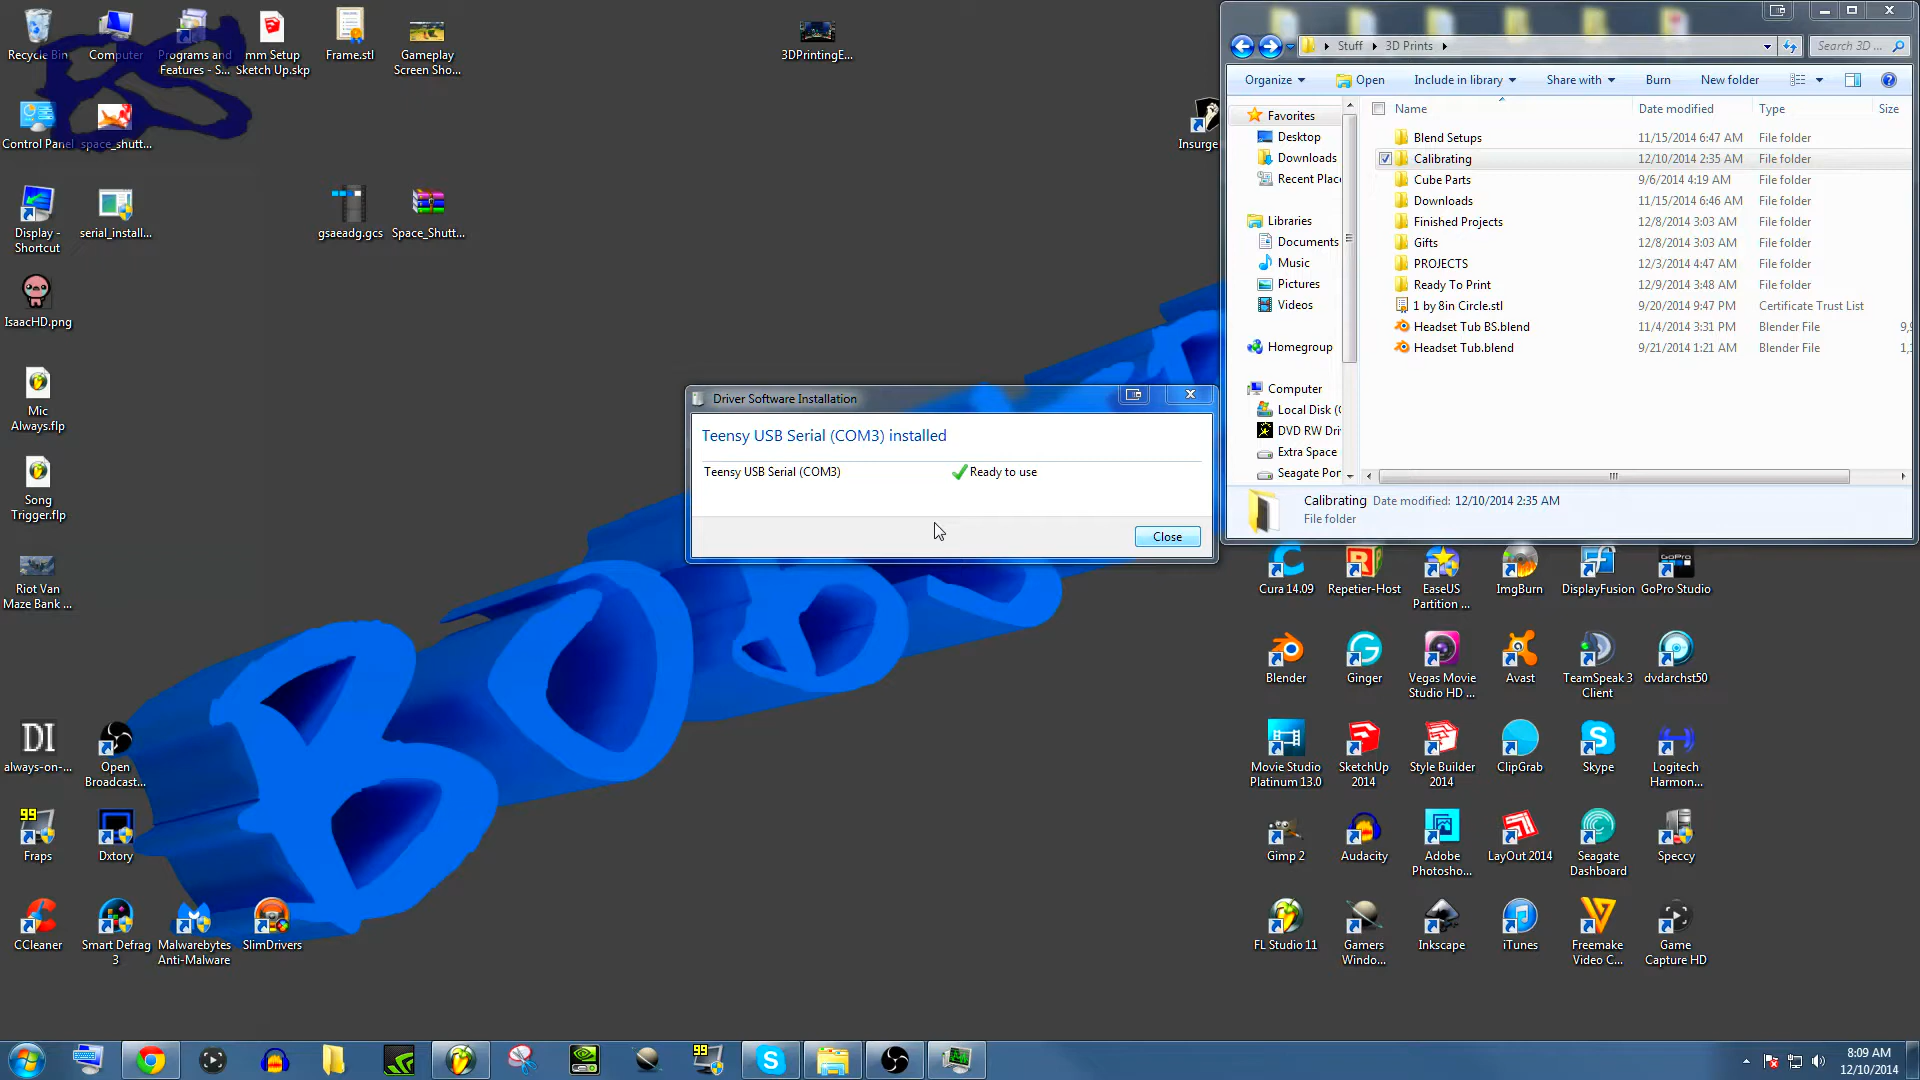 Recycle Bin
Computer
Programs and
Features - S...
mm Setup
Sketch Up.skp
Frame.stl
Gameplay
Screen Sho...
3DPrintingE...
Control Panel
space_shutt...
Insurge
Display -
Shortcut
serial_install...
gsaeadg.gcs
Space_Shutt...
IsaacHD.png
Mic
Always.flp
Song
Trigger.flp
Riot Van
Maze Bank ...
DI
always-on-...
Open
Broadcast...
99
Fraps
Dxtory
CCleaner
Smart Defrag
3
Malwarebytes
Anti-Malware
SlimDrivers
Stuff
3D Prints
Search 3D ...
Organize
Open
Include in library
Share with
Burn
New folder
Favorites
Desktop
Downloads
Recent Plac
Libraries
Documents
Music
Pictures
Videos
Homegroup
Computer
Local Disk (
DVD RW Dri
Extra Space
Seagate Por
Name Date modified Type Size
Blend Setups 11/15/2014 6:47 AM File folder
Calibrating 12/10/2014 2:35 AM File folder
Cube Parts 9/6/2014 4:19 AM File folder
Downloads 11/15/2014 6:46 AM File folder
Finished Projects 12/8/2014 3:03 AM File folder
Gifts 12/8/2014 3:03 AM File folder
PROJECTS 12/3/2014 4:47 AM File folder
Ready To Print 12/9/2014 3:48 AM File folder
1 by 8in Circle.stl 9/20/2014 9:47 PM Certificate Trust List
Headset Tub BS.blend 11/4/2014 3:31 PM Blender File 9,
Headset Tub.blend 9/21/2014 1:21 AM Blender File 1,
Calibrating Date modified: 12/10/2014 2:35 AM
File folder
Driver Software Installation
Teensy USB Serial (COM3) installed
Teensy USB Serial (COM3) Ready to use
Close
Cura 14.09
Repetier-Host
EaseUS
Partition ...
ImgBurn
DisplayFusion
GoPro
GoPro Studio
Blender
Ginger
Vegas Movie
Studio HD ...
Avast
TeamSpeak 3
Client
dvdarchst50
Movie Studio
Platinum 13.0
SketchUp
2014
Style Builder
2014
ClipGrab
Skype
Logitech
Harmon...
Gimp 2
Audacity
Adobe
Photosho...
LayOut 2014
Seagate
Dashboard
Speccy
FL Studio 11
Gamers
Windo...
Inkscape
iTunes
Freemake
Video C...
Game
Capture HD
99
8:09 AM
12/10/2014